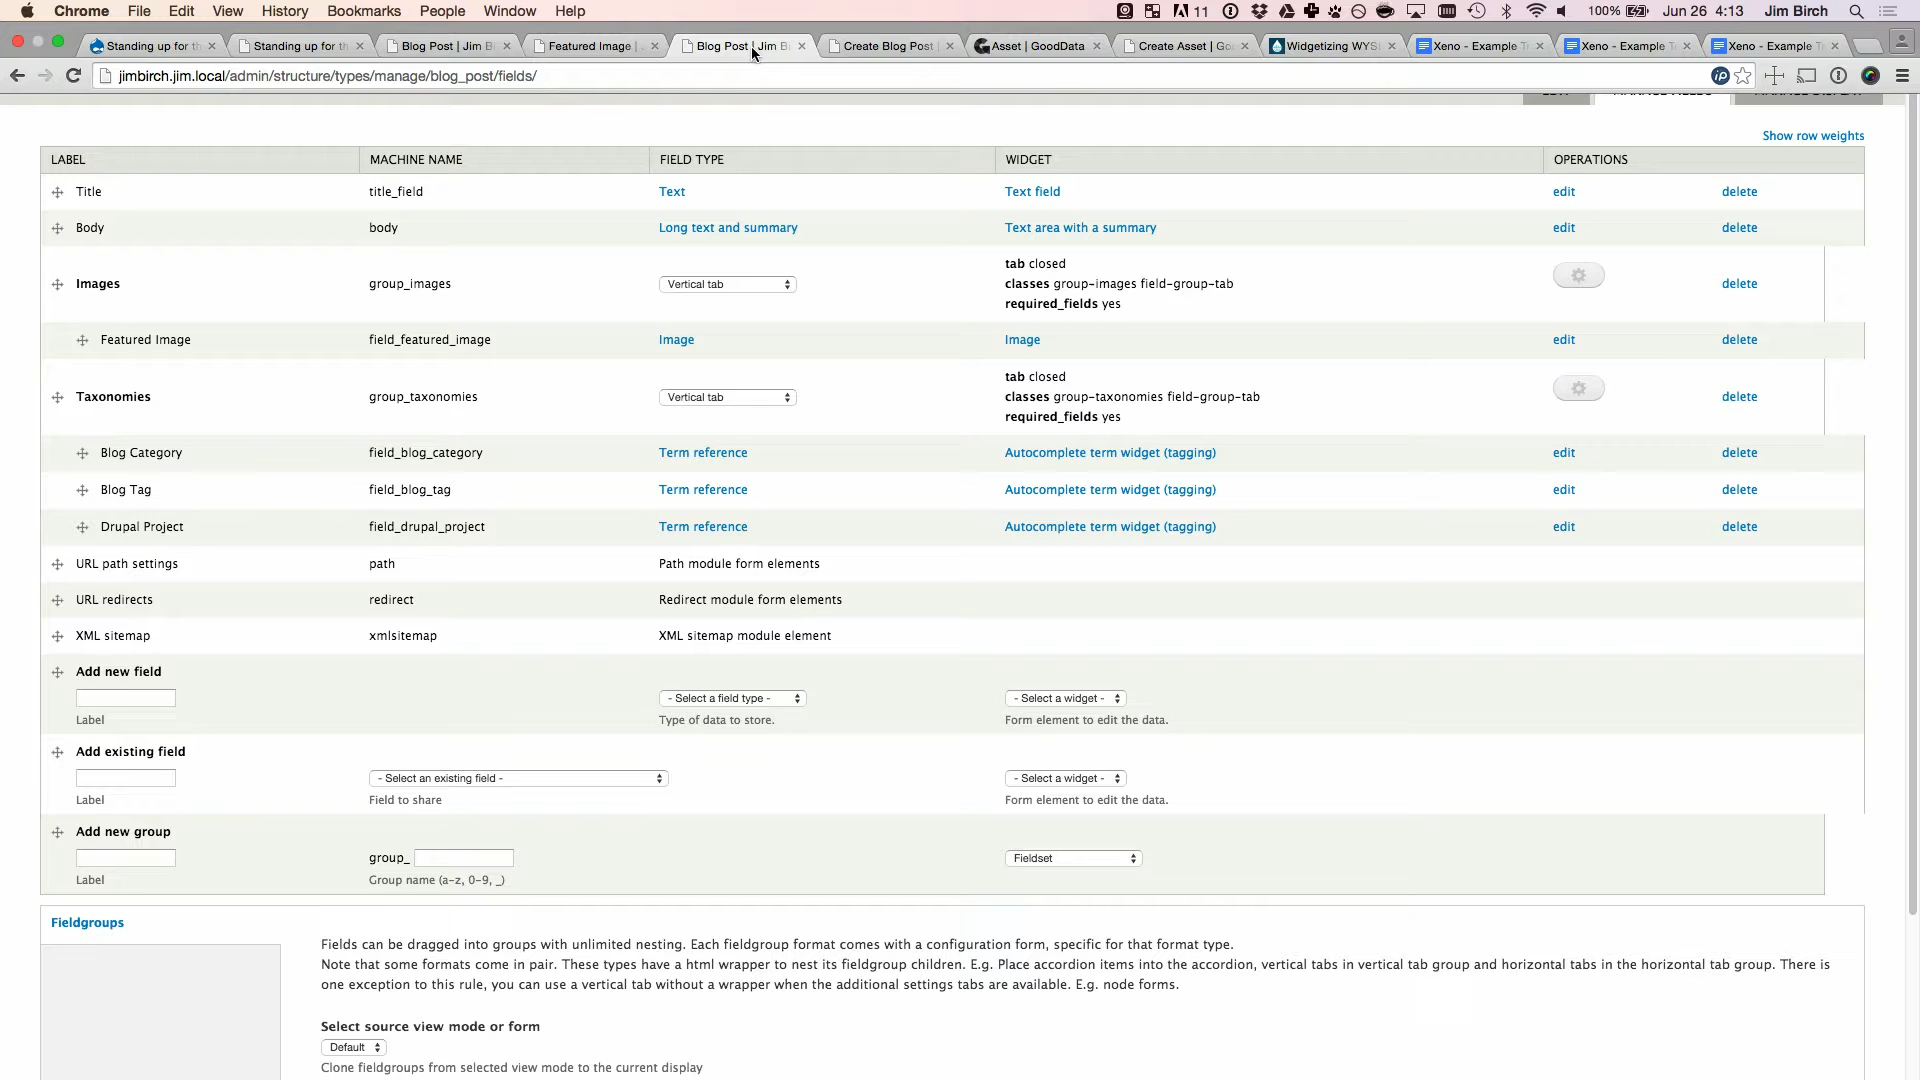 Chrome File Edit View History Bookmarks People Window Help
11 100% Jun 26 4:13 Jim Birch
Standing up for th
Standing up for th
Blog Post | Jim Bi
Featured Image |
Blog Post | Jim Bi
Create Blog Post
Asset | GoodData
Create Asset | Go
Widgetizing WYS
Xeno - Example T
Xeno - Example T
Xeno - Example T
jimbirch.jim.local/admin/structure/types/manage/blog_post/fields/
Show row weights
LABEL MACHINE NAME FIELD TYPE WIDGET OPERATIONS
Title title_field Text Text field edit delete
Body body Long text and summary Text area with a summary edit delete
tab closed
Images group_images Vertical tab classes group-images field-group-tab delete
required_fields yes
Featured Image field_featured_image Image Image edit delete
tab closed
Taxonomies group_taxonomies Vertical tab classes group-taxonomies field-group-tab delete
required_fields yes
Blog Category field_blog_category Term reference Autocomplete term widget (tagging) edit delete
Blog Tag field_blog_tag Term reference Autocomplete term widget (tagging) edit delete
Drupal Project field_drupal_project Term reference Autocomplete term widget (tagging) edit delete
URL path settings path Path module form elements
URL redirects redirect Redirect module form elements
XML sitemap xmlsitemap XML sitemap module element
Add new field
- Select a field type - - Select a widget -
Label Type of data to store. Form element to edit the data.
Add existing field
- Select an existing field - - Select a widget -
Label Field to share Form element to edit the data.
Add new group
group_ Fieldset
Label Group name (a-z, 0-9, _)
Fieldgroups
Fields can be dragged into groups with unlimited nesting. Each fieldgroup format comes with a configuration form, specific for that format type.
Note that some formats come in pair. These types have a html wrapper to nest its fieldgroup children. E.g. Place accordion items into the accordion, vertical tabs in vertical tab group and horizontal tabs in the horizontal tab group. There is
one exception to this rule, you can use a vertical tab without a wrapper when the additional settings tabs are available. E.g. node forms.
Select source view mode or form
Default
Clone fieldgroups from selected view mode to the current display